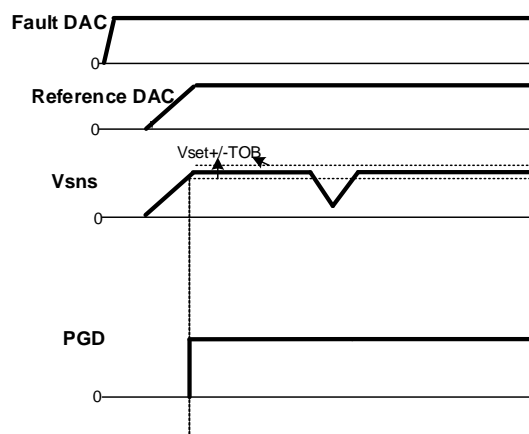 Fault DAC
0
Reference DAC
0
Vset+/-TOB
Vsns
0
PGD
0